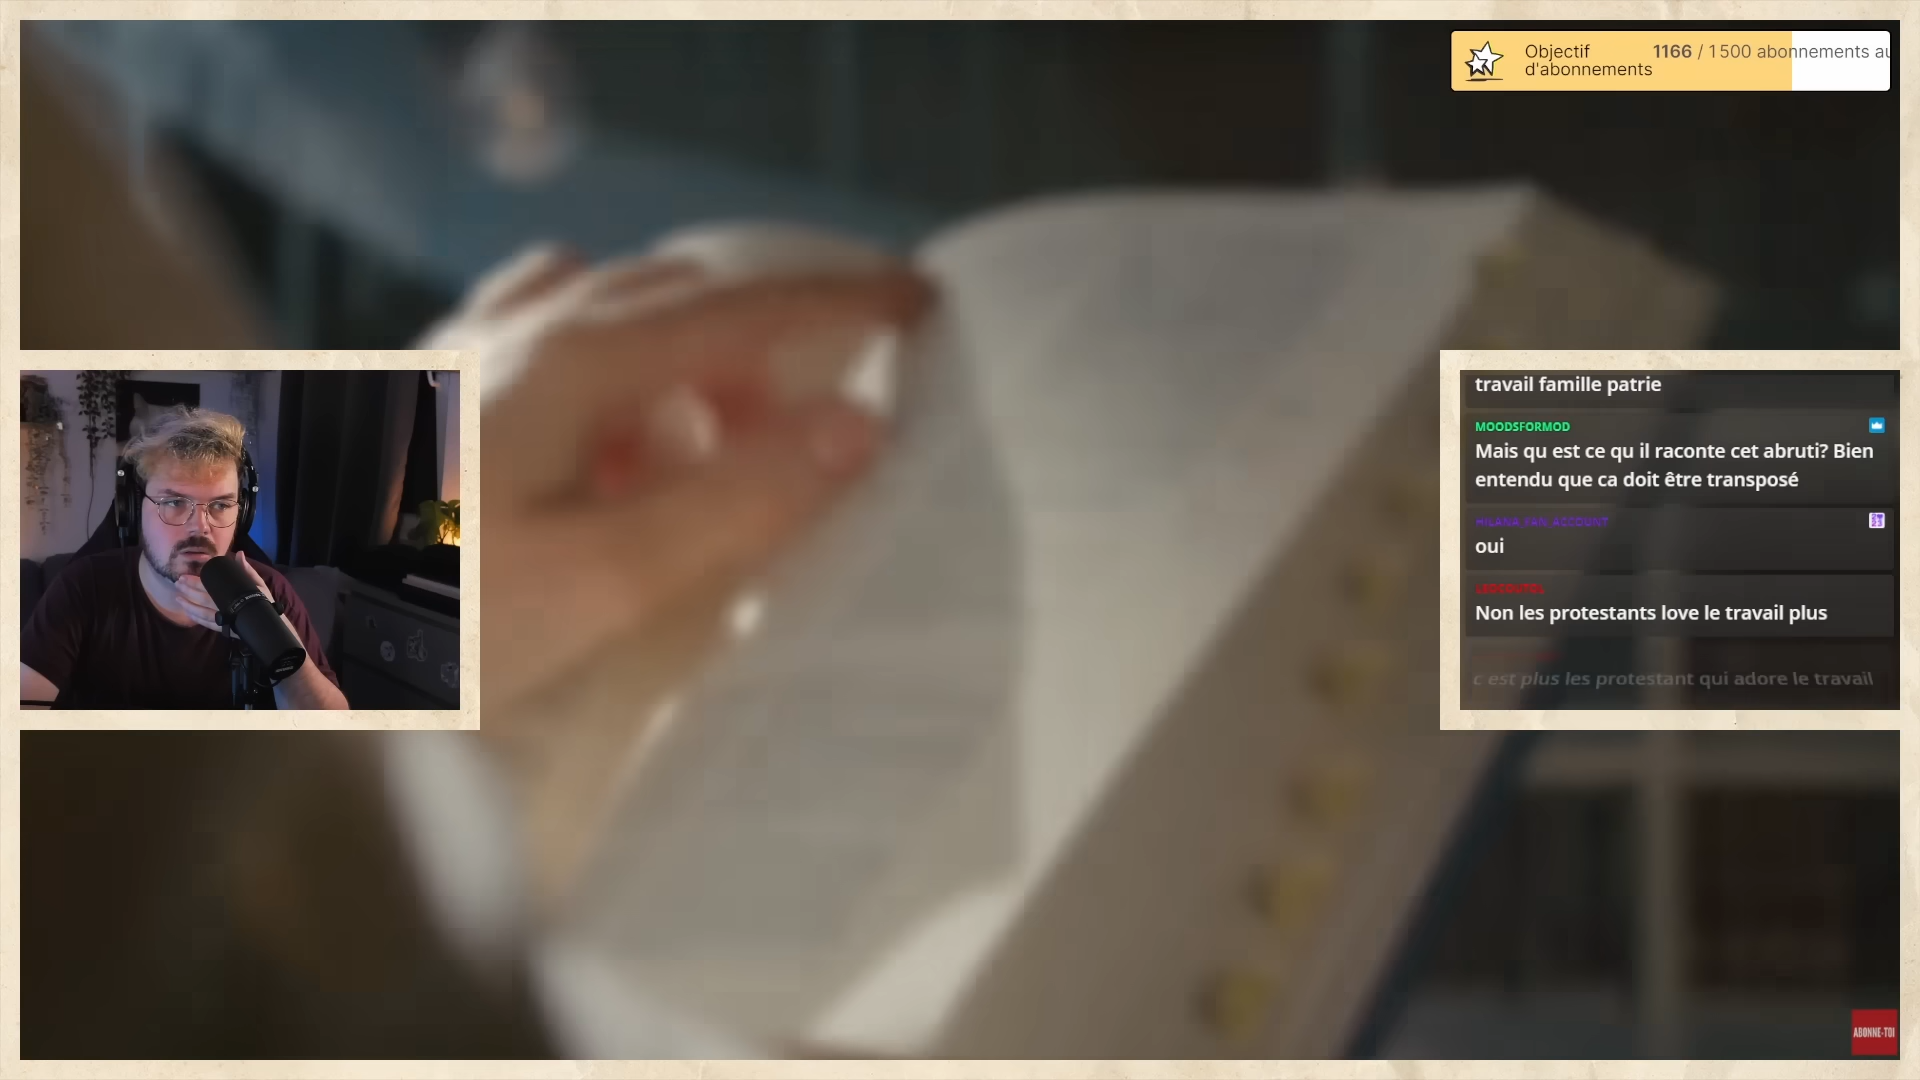 Objectif
d'abonnements
1166 / 1500 abonnements au
travail famille patrie
MOODSFORMOD
Mais qu est ce qu il raconte cet abruti? Bien
entendu que ca doit être transposé
HILANA_YAN_ACCOUNT
oui
LEOCOUTEL
Non les protestants love le travail plus
c est plus les protestant qui adore le travail
ABONNE-TOI